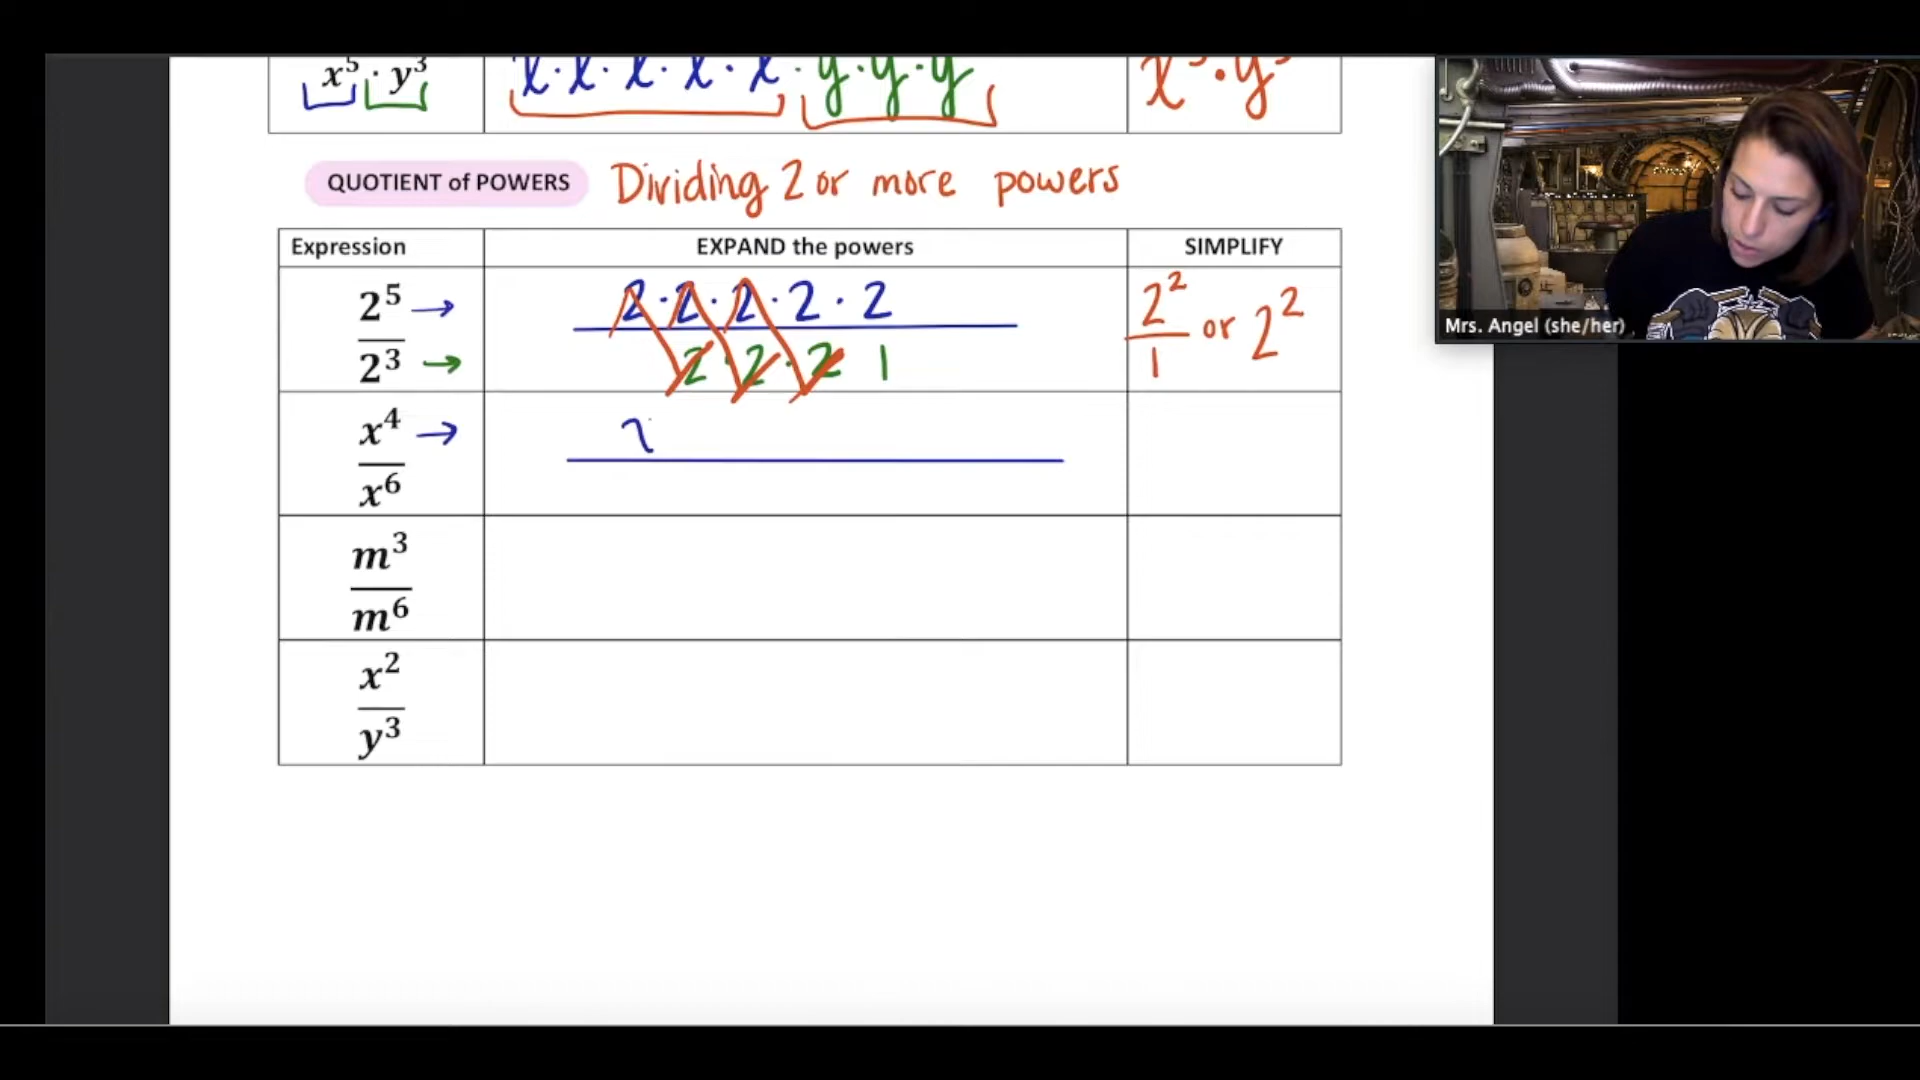 x⁵ · y³ x · x · x · x · x · y · y · y x⁵ · y³
QUOTIENT of POWERS Dividing 2 or more powers
Expression EXPAND the powers SIMPLIFY
2⁵ → 2 · 2 · 2 · 2 · 2 2² or 2²
2³ → 2 · 2 · 2 1 1
x⁴ →
x⁶
m³
m⁶
x²
y³
Mrs. Angel (she/her)